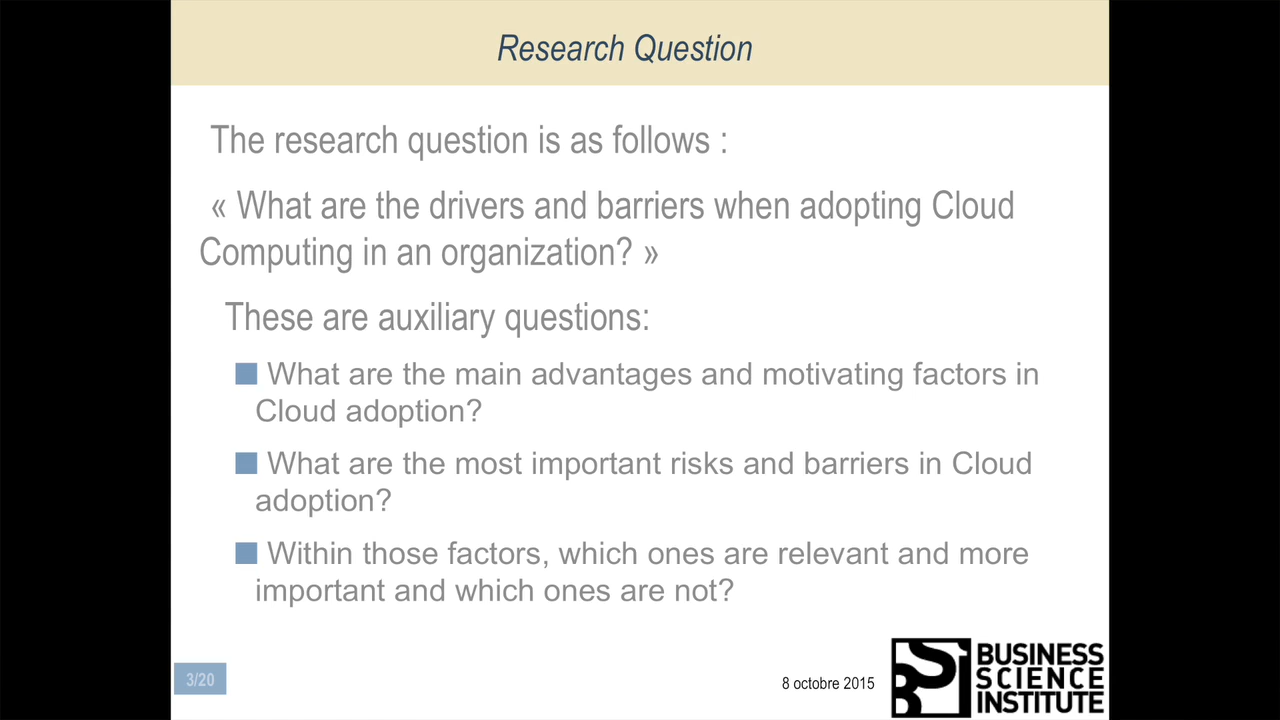 Research Question
The research question is as follows :
« What are the drivers and barriers when adopting Cloud
Computing in an organization? »
These are auxiliary questions:
What are the main advantages and motivating factors in
Cloud adoption?
What are the most important risks and barriers in Cloud
adoption?
Within those factors, which ones are relevant and more
important and which ones are not?
3/20
8 octobre 2015
BSi
BUSINESS
SCIENCE
INSTITUTE